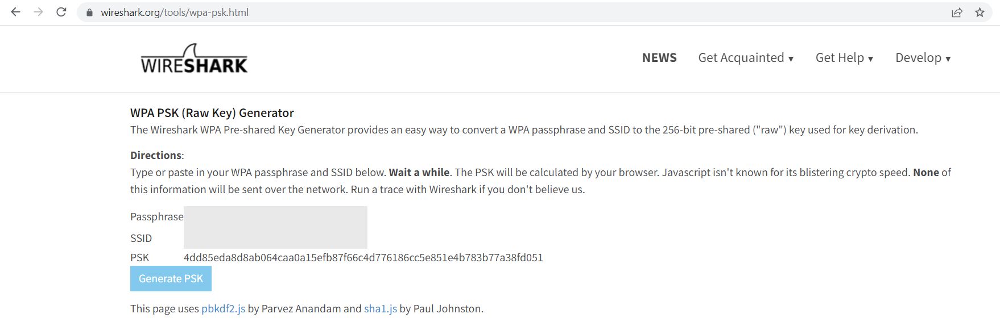 wireshark.org/tools/wpa-psk.html
WIRESHARK
NEWS Get Acquainted ▾ Get Help ▾ Develop ▾
WPA PSK (Raw Key) Generator
The Wireshark WPA Pre-shared Key Generator provides an easy way to convert a WPA passphrase and SSID to the 256-bit pre-shared ("raw") key used for key derivation.
Directions:
Type or paste in your WPA passphrase and SSID below. Wait a while. The PSK will be calculated by your browser. Javascript isn't known for its blistering crypto speed. None of
this information will be sent over the network. Run a trace with Wireshark if you don't believe us.
Passphrase
SSID
PSK 4dd85eda8d8ab064caa0a15efb87f66c4d776186cc5e851e4b783b77a38fd051
Generate PSK
This page uses pbkdf2.js by Parvez Anandam and sha1.js by Paul Johnston.